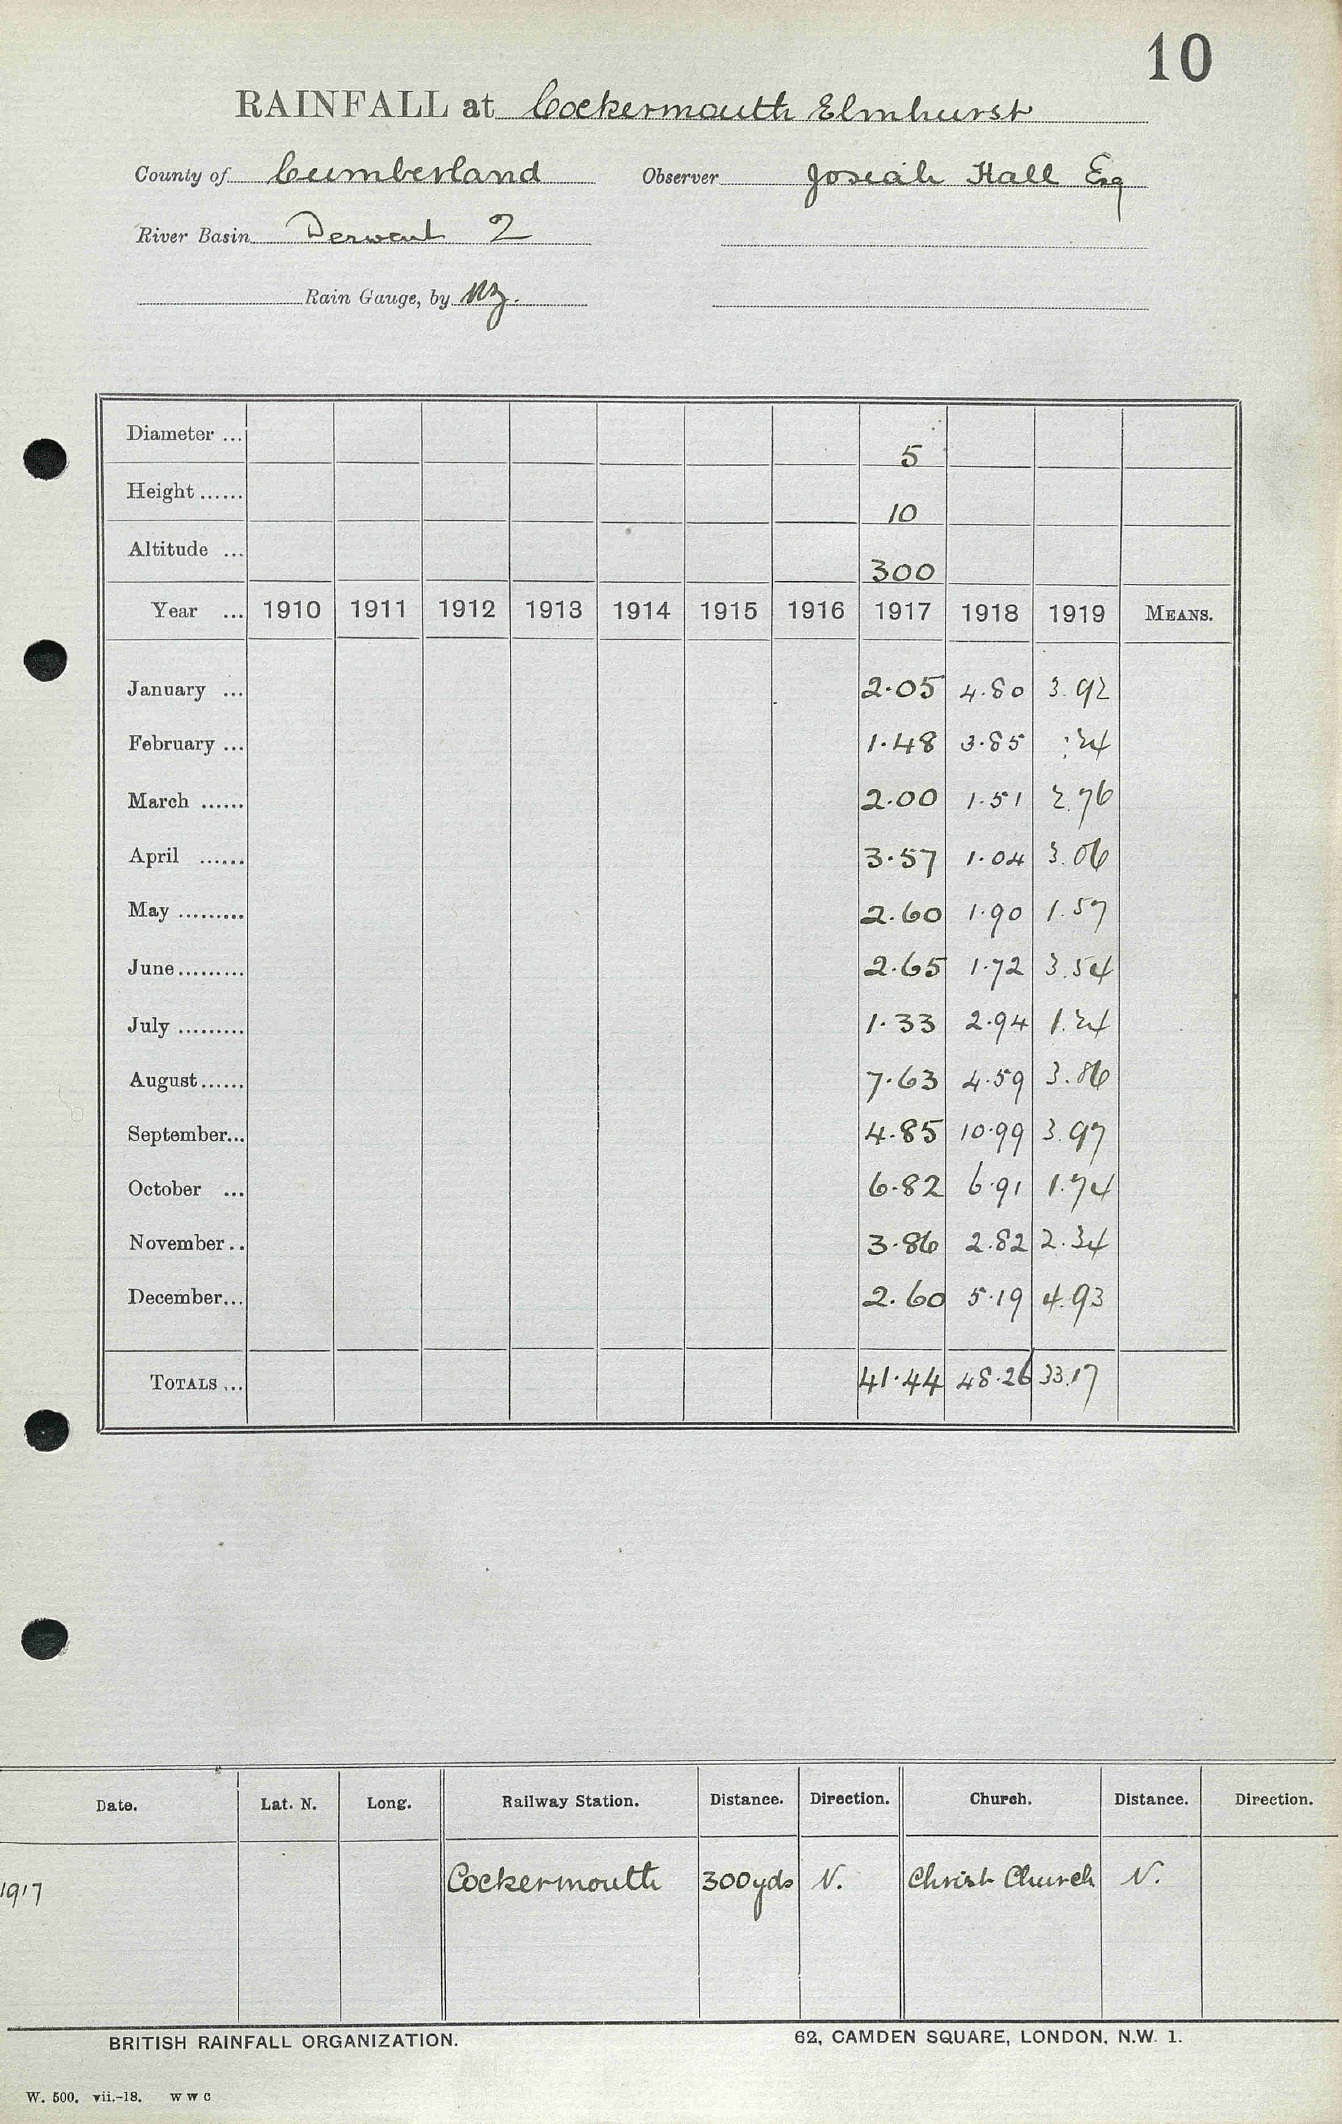 10
RAINFALL at Cockermouth Elmhurst
County of Cumberland Observer Josiah Hall Esq
River Basin Derwent 2
Rain Gauge, by
Diameter ... 5
Height ...... 10
Altitude ... 300
Year ... 1910 1911 1912 1913 1914 1915 1916 1917 1918 1919 MEANS.
January ... 2.05 4.80 3.92
February ... 1.48 3.85 .24
March ...... 2.00 1.51 2.76
April ...... 3.57 1.04 3.06
May ......... 2.60 1.90 1.57
June ......... 2.65 1.72 3.54
July ......... 1.33 2.94 1.24
August ...... 7.63 4.59 3.86
September... 4.85 10.99 3.97
October ... 6.82 6.91 1.74
November .. 3.86 2.82 2.34
December... 2.60 5.19 4.93
TOTALS ... 41.44 48.26 33.17
Date. Lat. N. Long. Railway Station. Distance. Direction. Church. Distance. Direction.
1917 Cockermouth 300yds N. Christ Church N.
BRITISH RAINFALL ORGANIZATION. 62, CAMDEN SQUARE, LONDON, N.W. 1.
W. 500. vii.-18. W W C